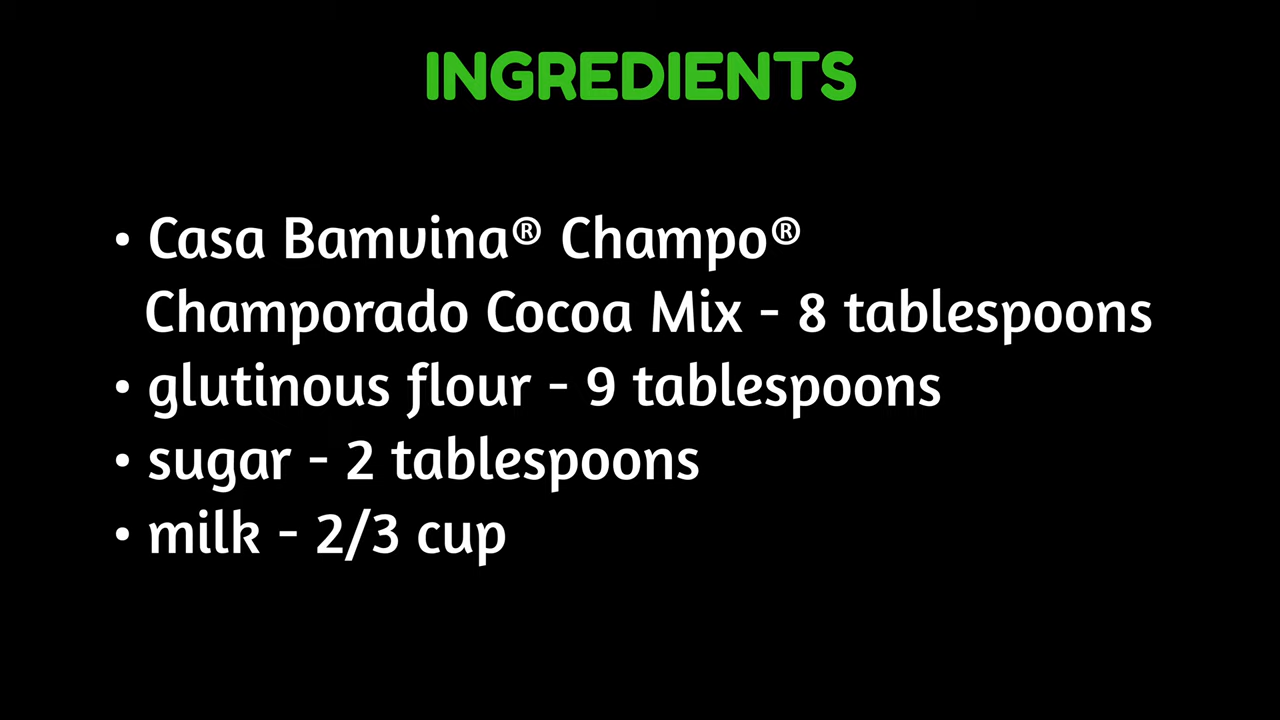 INGREDIENTS
• Casa Bamvina® Champo®
Champorado Cocoa Mix - 8 tablespoons
• glutinous flour - 9 tablespoons
• sugar - 2 tablespoons
• milk - 2/3 cup